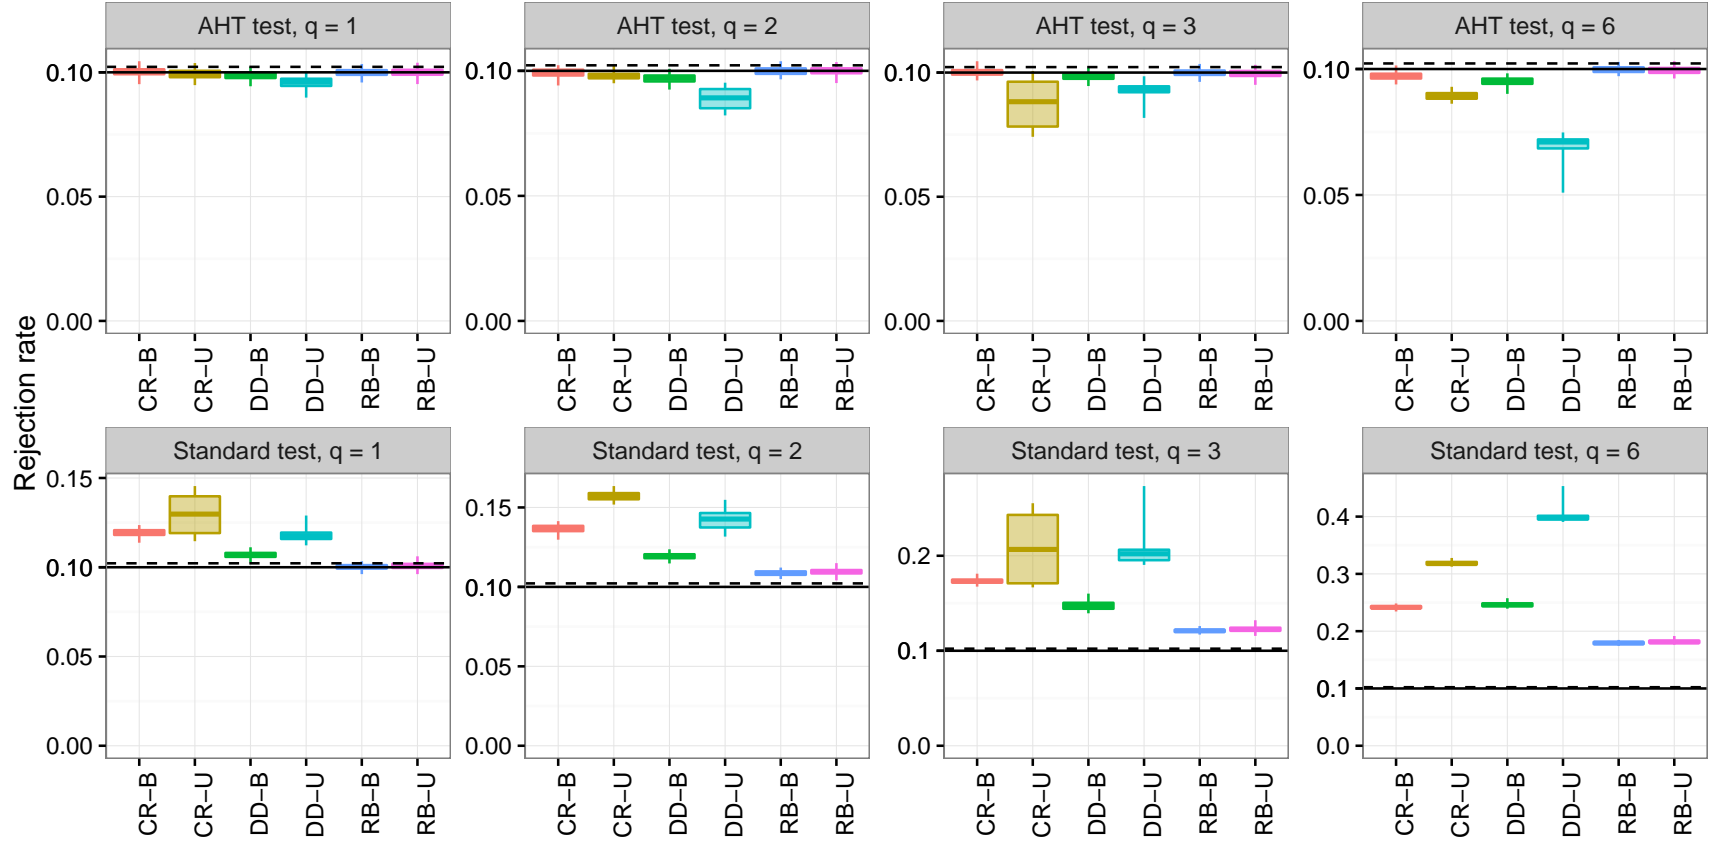 Rejection rate
AHT test, q = 1
0.10
0.05
0.00
CR−B
CR−U
DD−B
DD−U
RB−B
RB−U
AHT test, q = 2
0.10
0.05
0.00
CR−B
CR−U
DD−B
DD−U
RB−B
RB−U
AHT test, q = 3
0.10
0.05
0.00
CR−B
CR−U
DD−B
DD−U
RB−B
RB−U
AHT test, q = 6
0.10
0.05
0.00
CR−B
CR−U
DD−B
DD−U
RB−B
RB−U
Standard test, q = 1
0.15
0.10
0.05
0.00
CR−B
CR−U
DD−B
DD−U
RB−B
RB−U
Standard test, q = 2
0.15
0.10
0.05
0.00
CR−B
CR−U
DD−B
DD−U
RB−B
RB−U
Standard test, q = 3
0.2
0.1
0.0
CR−B
CR−U
DD−B
DD−U
RB−B
RB−U
Standard test, q = 6
0.4
0.3
0.2
0.1
0.0
CR−B
CR−U
DD−B
DD−U
RB−B
RB−U